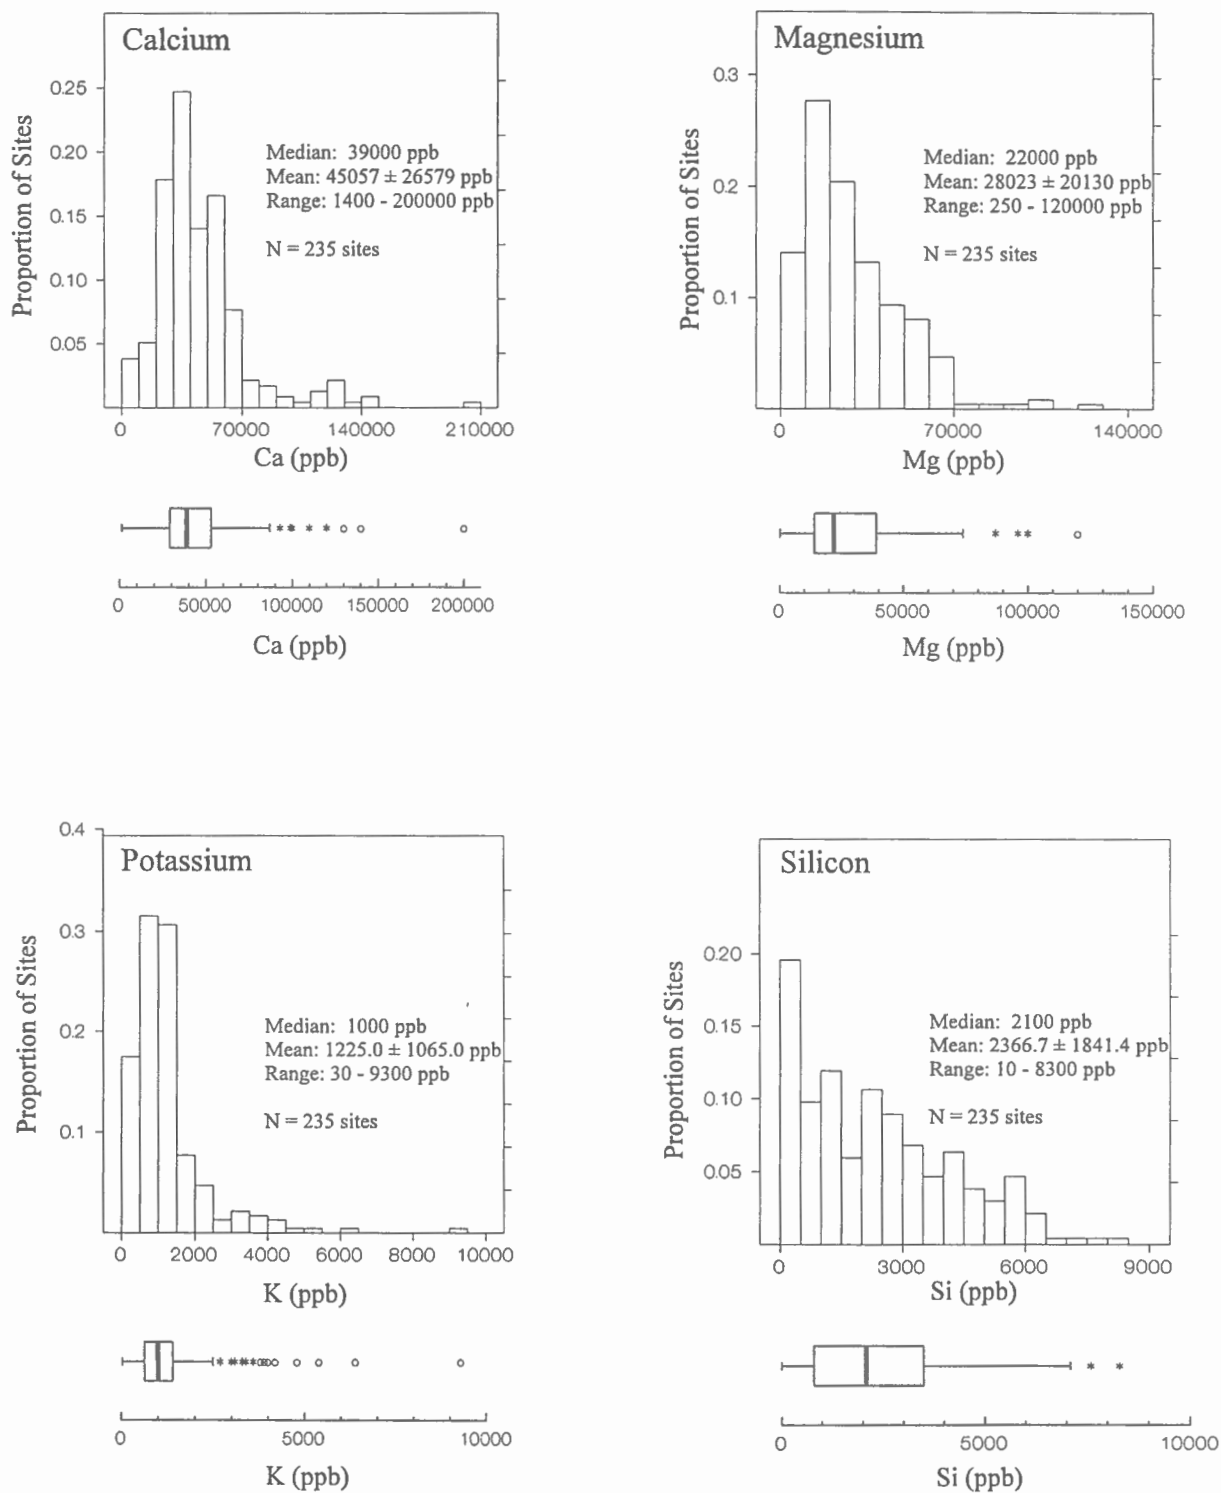 Calcium
Proportion of Sites
0.25
0.20
0.15
0.10
0.05
Median: 39000 ppb
Mean: 45057 ± 26579 ppb
Range: 1400 - 200000 ppb
N = 235 sites
0 70000 140000 210000
Ca (ppb)
0 50000 100000 150000 200000
Ca (ppb)
Magnesium
Proportion of Sites
0.3
0.2
0.1
Median: 22000 ppb
Mean: 28023 ± 20130 ppb
Range: 250 - 120000 ppb
N = 235 sites
0 70000 140000
Mg (ppb)
0 50000 100000 150000
Mg (ppb)
Potassium
Proportion of Sites
0.4
0.3
0.2
0.1
Median: 1000 ppb
Mean: 1225.0 ± 1065.0 ppb
Range: 30 - 9300 ppb
N = 235 sites
0 2000 4000 6000 8000 10000
K (ppb)
0 5000 10000
K (ppb)
Silicon
Proportion of Sites
0.20
0.15
0.10
0.05
Median: 2100 ppb
Mean: 2366.7 ± 1841.4 ppb
Range: 10 - 8300 ppb
N = 235 sites
0 3000 6000 9000
Si (ppb)
0 5000 10000
Si (ppb)